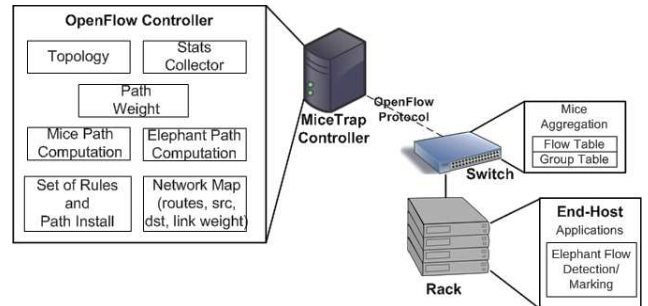 OpenFlow Controller
Topology
Stats
Collector
Path
Weight
Mice Path
Computation
Elephant Path
Computation
Set of Rules
and
Path Install
Network Map
(routes, src,
dst, link weight)
MiceTrap
Controller
OpenFlow
Protocol
Switch
Mice
Aggregation
Flow Table
Group Table
Rack
End-Host
Applications
Elephant Flow
Detection/
Marking